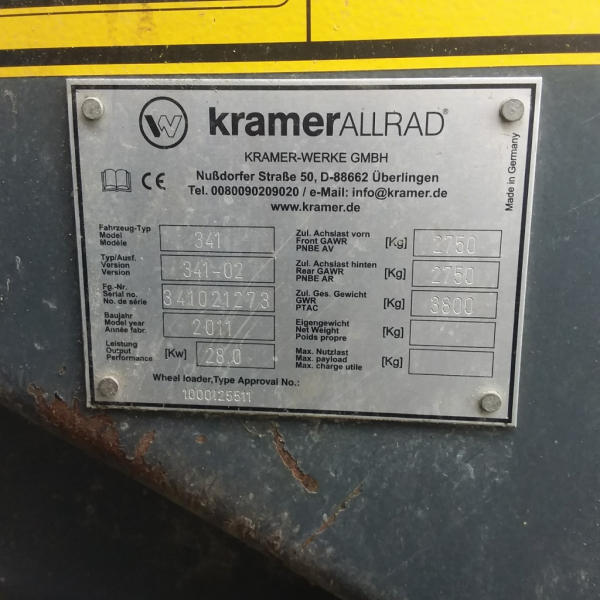 kramerALLRAD®
KRAMER-WERKE GMBH
Nußdorfer Straße 50, D-88662 Überlingen
Tel. 0080090209020 / e-Mail: info@kramer.de
www.kramer.de
Made in Germany
Fahrzeug-Typ
Model
Modèle
341
Typ/Ausf.
Version
Version
341-02
Fg.-Nr.
Serial no.
No. de série
341021273
Baujahr
Model year
Année fabr.
2011
Leistung
Output
Performance
[Kw] 28.0
Zul. Achslast vorn
Front GAWR
PNBE AV
[Kg] 2750
Zul. Achslast hinten
Rear GAWR
PNBE AR
[Kg] 2750
Zul. Ges. Gewicht
GWR
PTAC
[Kg] 3800
Eigengewicht
Net Weight
Poids propre
[Kg]
Max. Nutzlast
Max. payload
Max. charge utile
[Kg]
Wheel loader,Type Approval No.:
1000125511